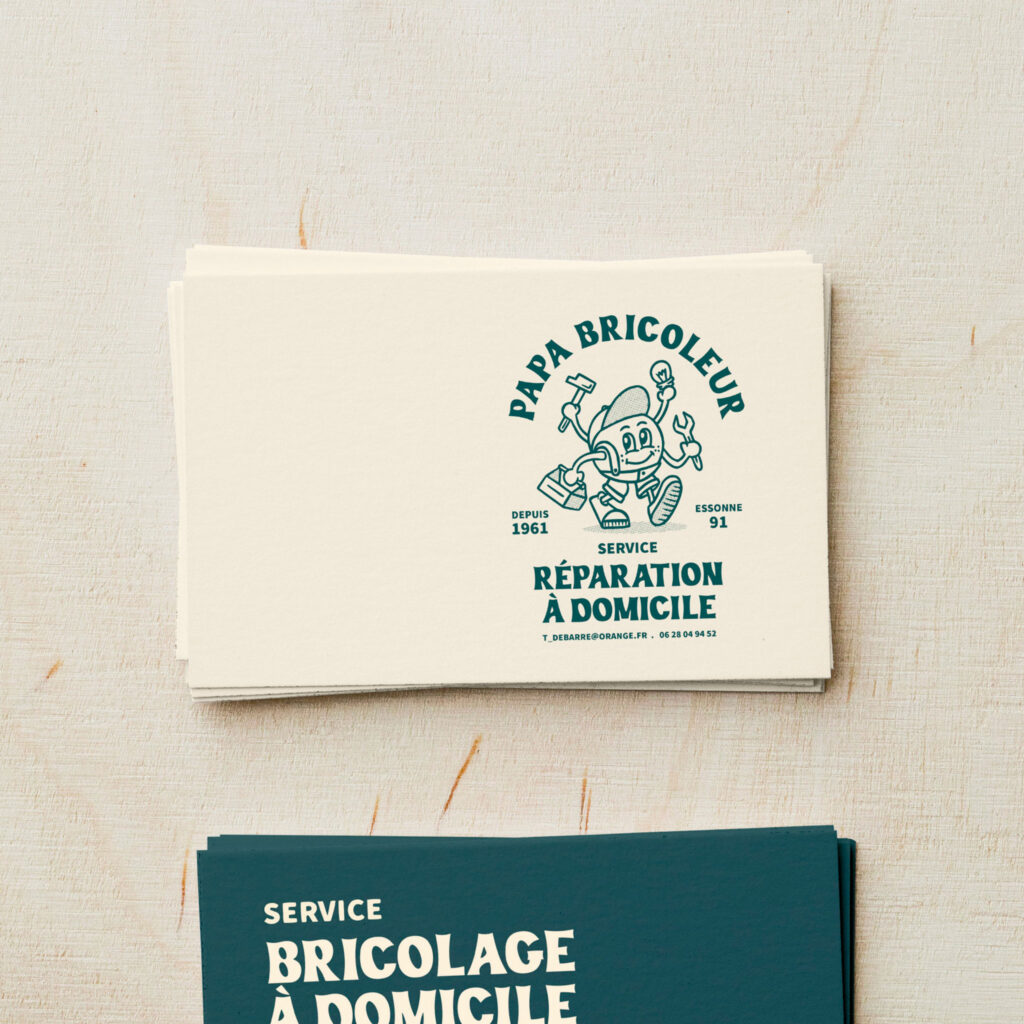 PAPA BRICOLEUR
DEPUIS
1961
ESSONNE
91
SERVICE
RÉPARATION
À DOMICILE
T_DEBARRE@ORANGE.FR . 06 28 04 94 52
SERVICE
BRICOLAGE
À DOMICILE